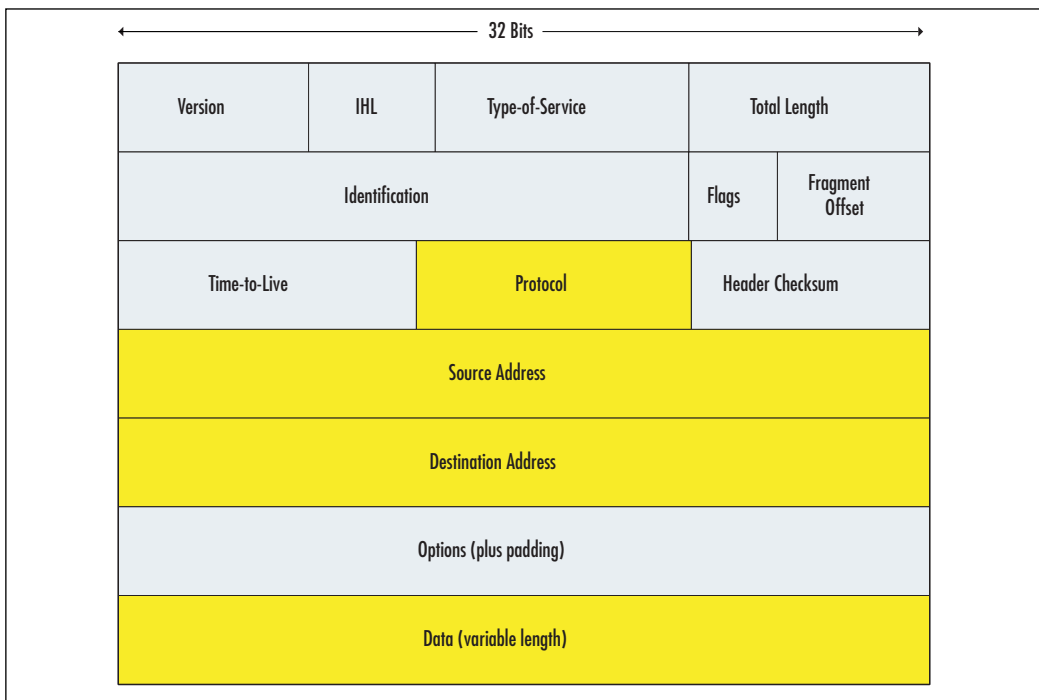 32 Bits
Version
IHL
Type-of-Service
Total Length
Identification
Flags
Fragment
Offset
Time-to-Live
Protocol
Header Checksum
Source Address
Destination Address
Options (plus padding)
Data (variable length)